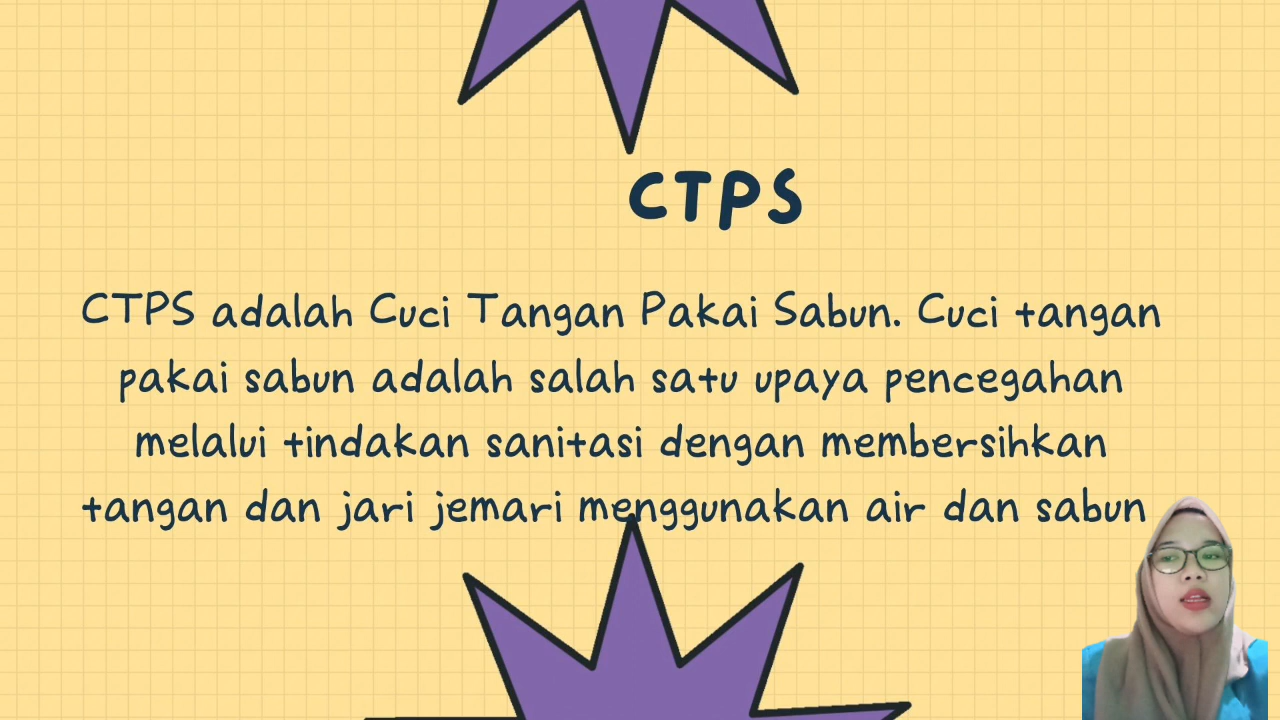 CTPS
CTPS adalah Cuci Tangan Pakai Sabun. Cuci tangan
pakai sabun adalah salah satu upaya pencegahan
melalui tindakan sanitasi dengan membersihkan
tangan dan jari jemari menggunakan air dan sabun